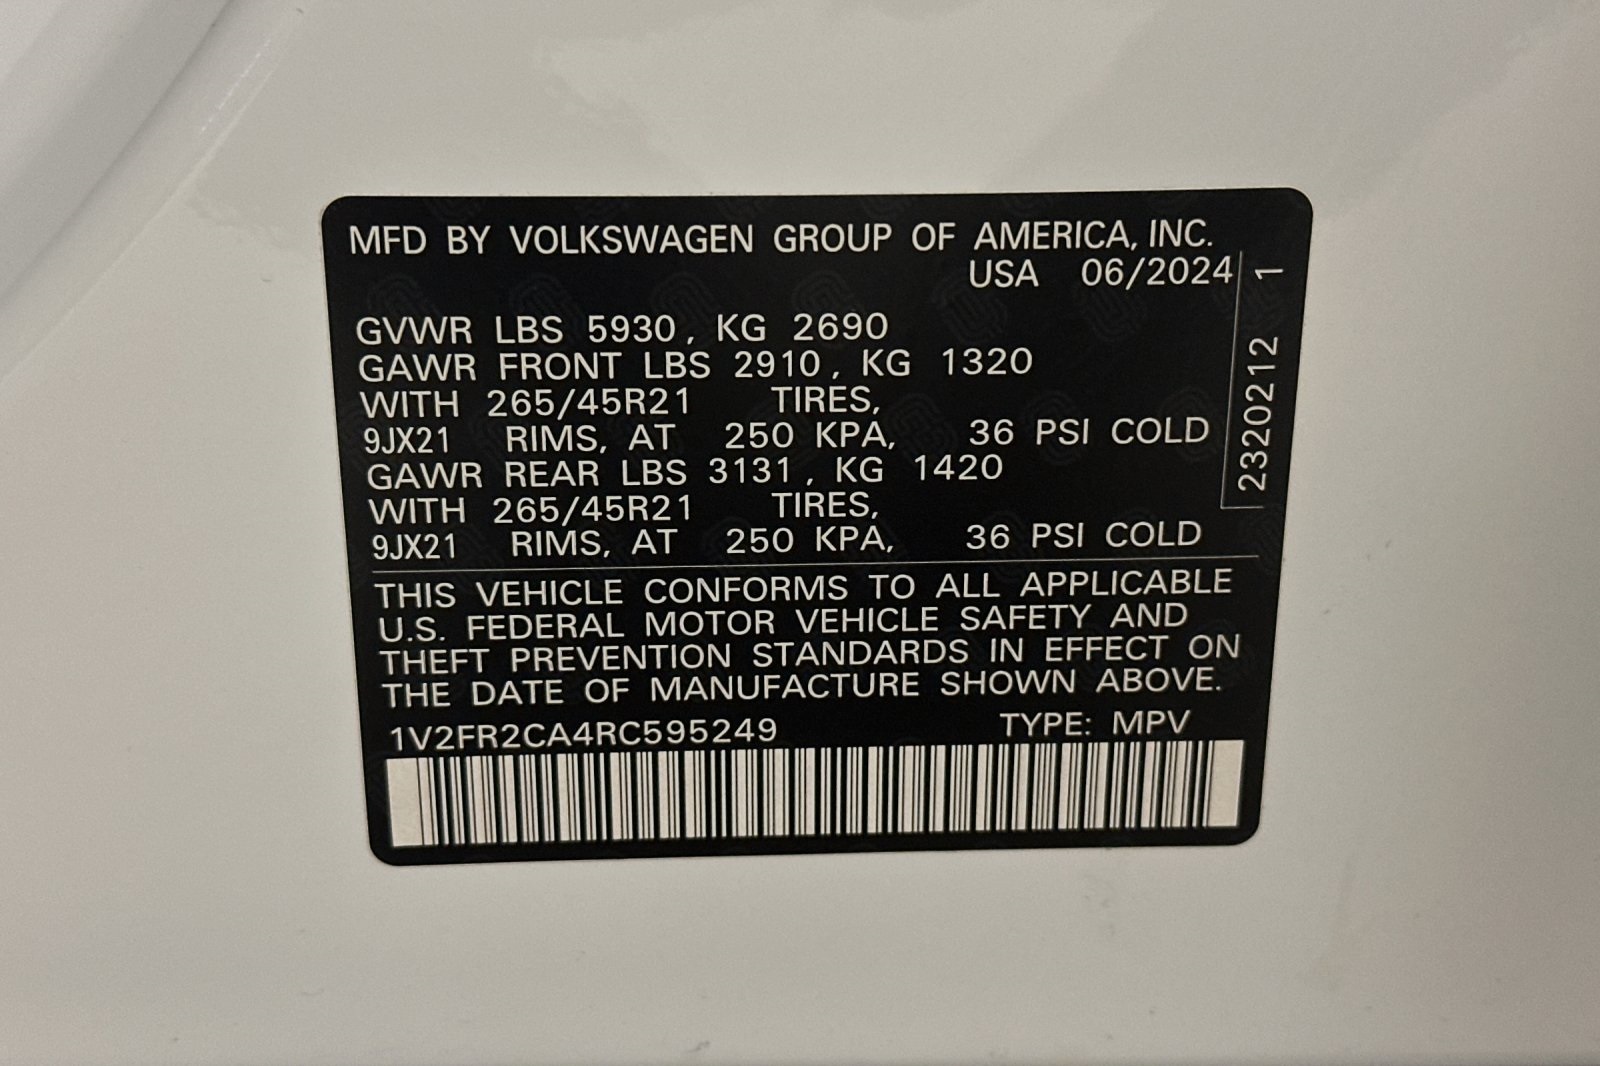 MFD BY VOLKSWAGEN GROUP OF AMERICA, INC.
USA 06/2024
GVWR LBS 5930, KG 2690
GAWR FRONT LBS 2910, KG 1320
WITH 265/45R21 TIRES,
9JX21 RIMS, AT 250 KPA, 36 PSI COLD
GAWR REAR LBS 3131, KG 1420
WITH 265/45R21 TIRES,
9JX21 RIMS, AT 250 KPA, 36 PSI COLD
2320212 1
THIS VEHICLE CONFORMS TO ALL APPLICABLE
U.S. FEDERAL MOTOR VEHICLE SAFETY AND
THEFT PREVENTION STANDARDS IN EFFECT ON
THE DATE OF MANUFACTURE SHOWN ABOVE.
1V2FR2CA4RC595249 TYPE: MPV